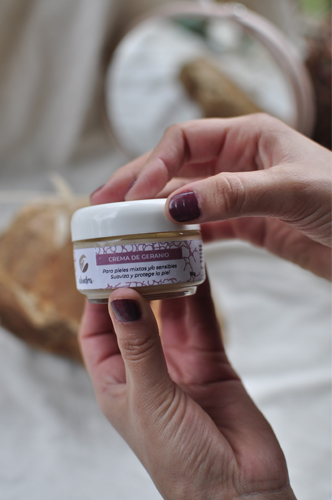 CREMA DE GERANIO
Para pieles mixtas y/o sensibles
Suaviza y protege la piel